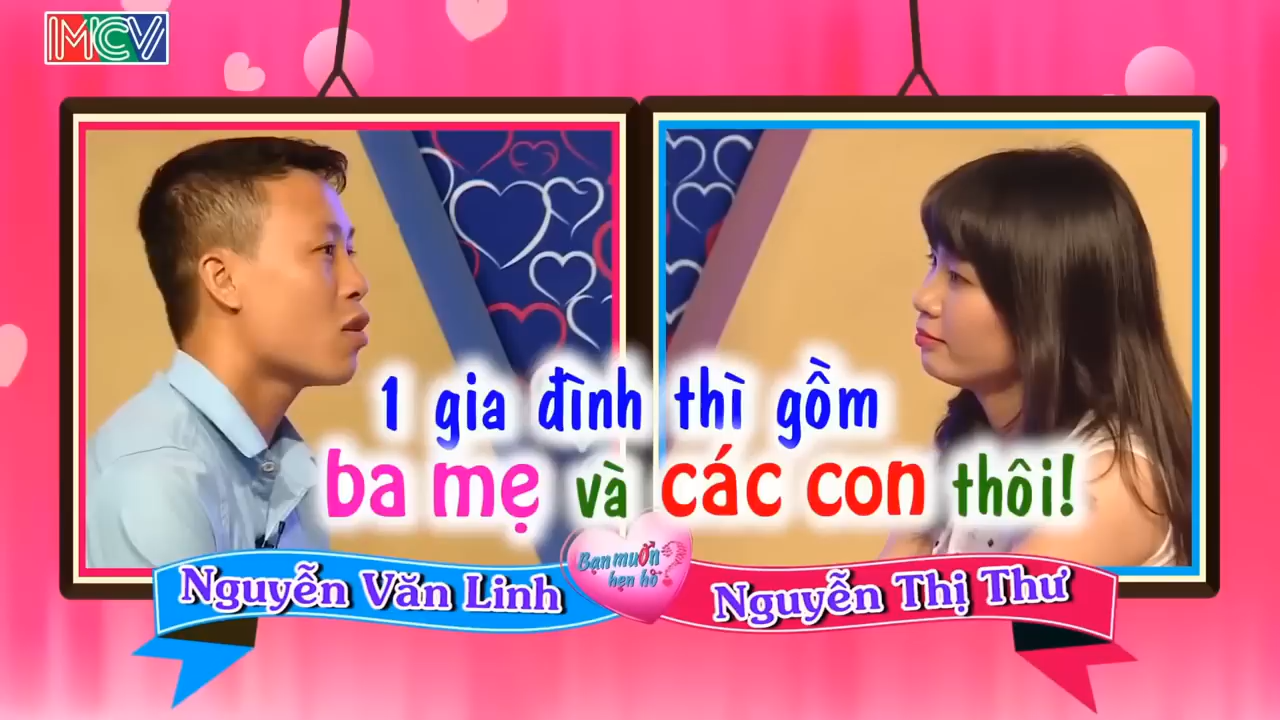 MCV
1 gia đình thì gồm
ba mẹ và các con thôi!
Bạn muốn
hẹn hò
Nguyễn Văn Linh
Nguyễn Thị Thư